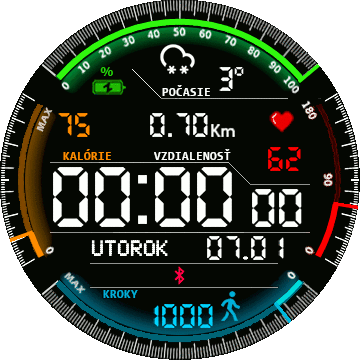 0 10 20 30 40 50 60 70 80 90 100
%
3°
POČASIE
MAX 75 0.70Km 180
KALÓRIE VZDIALENOSŤ 62
00:00 00
90
UTOROK 07.01
0 0
MAX 0
KROKY
1000